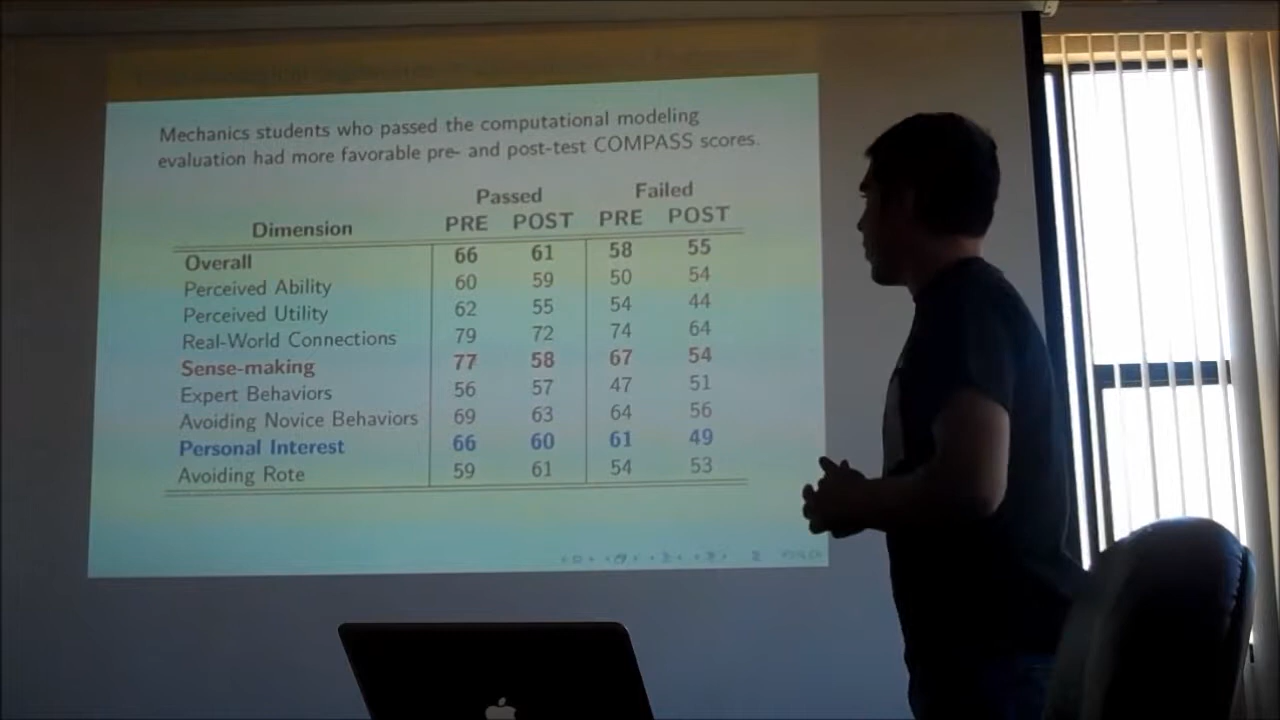 Mechanics students who passed the computational modeling
evaluation had more favorable pre- and post-test COMPASS scores.
Passed Failed
Dimension PRE POST PRE POST
Overall 66 61 58 55
Perceived Ability 60 59 50 54
Perceived Utility 62 55 54 44
Real-World Connections 79 72 74 64
Sense-making 77 58 67 54
Expert Behaviors 56 57 47 51
Avoiding Novice Behaviors 69 63 64 56
Personal Interest 66 60 61 49
Avoiding Rote 59 61 54 53